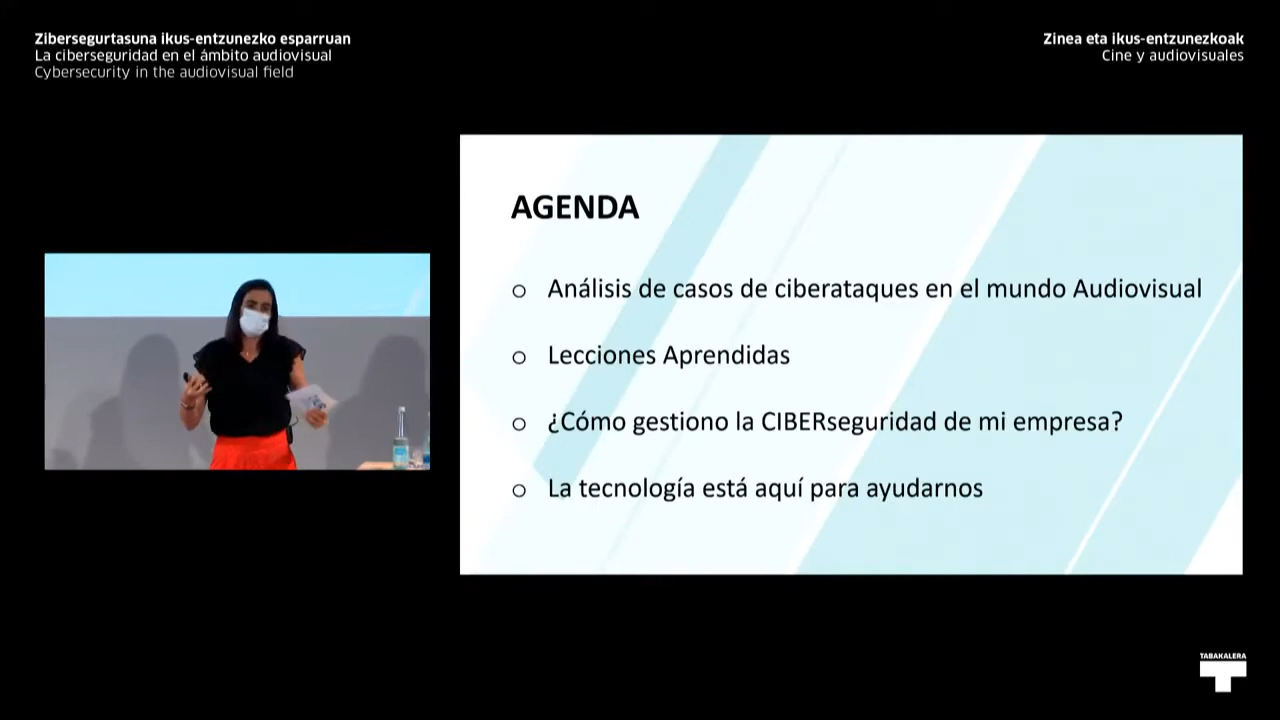 Zibersegurtasuna ikus-entzunezko esparruan
La ciberseguridad en el ámbito audiovisual
Cybersecurity in the audiovisual field
Zinea eta ikus-entzunezkoak
Cine y audiovisuales
AGENDA
Análisis de casos de ciberataques en el mundo Audiovisual
Lecciones Aprendidas
¿Cómo gestiono la CIBERseguridad de mi empresa?
La tecnología está aquí para ayudarnos
TABAKALERA